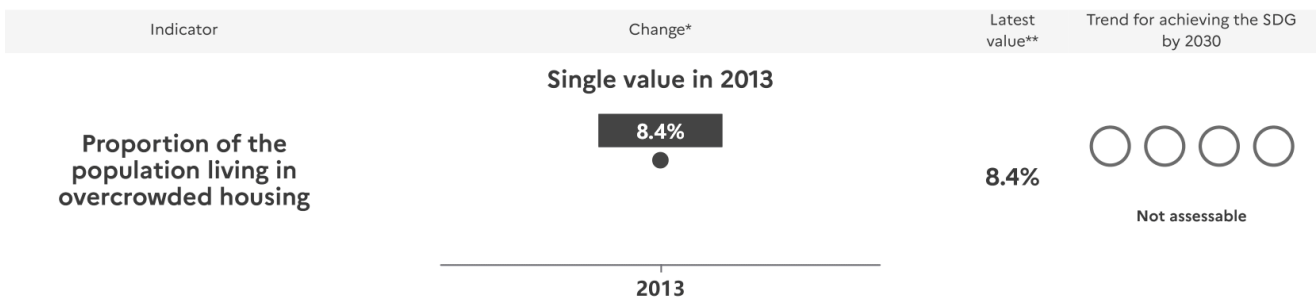 Indicator
Change*
Latest
value**
Trend for achieving the SDG
by 2030
Single value in 2013
8.4%
Proportion of the
population living in
overcrowded housing
8.4%
Not assessable
2013